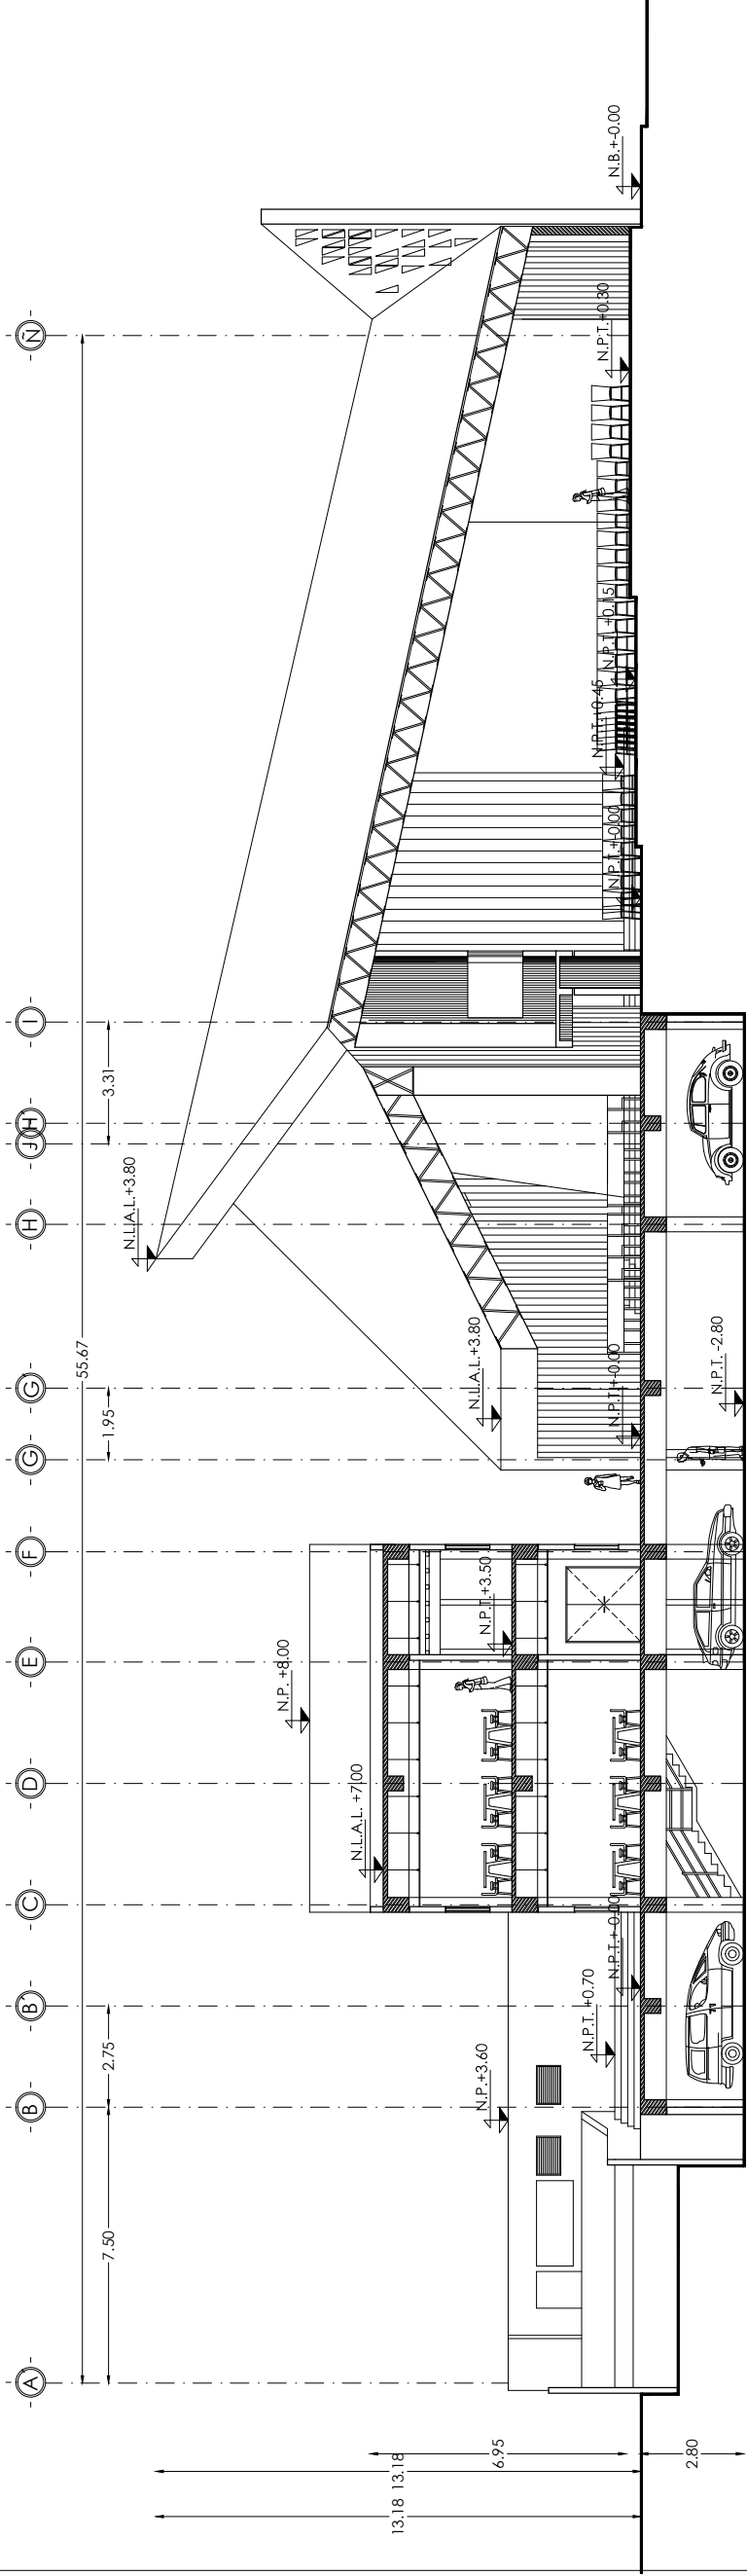 A´
B
B´
C
D
E
F
G
G´
H
J
H´
I
Ñ
55.67
7.50
2.75
1.95
3.31
N.L.A.L.+3.80
N.P. +8.00
N.L.A.L. +7.00
N.P.+3.60
N.P.T.+3.50
N.L.A.L.+3.80
N.P.T. +0.70
N.P.T.+-0.00
N.P.T.+-0.00
N.P.T. -2.80
N.P.T.+-0.00
N.P.T.+0.45
N.P.T. +0.15
N.P.T.+0.30
N.B.+-0.00
13.18
13.18
6.95
2.80